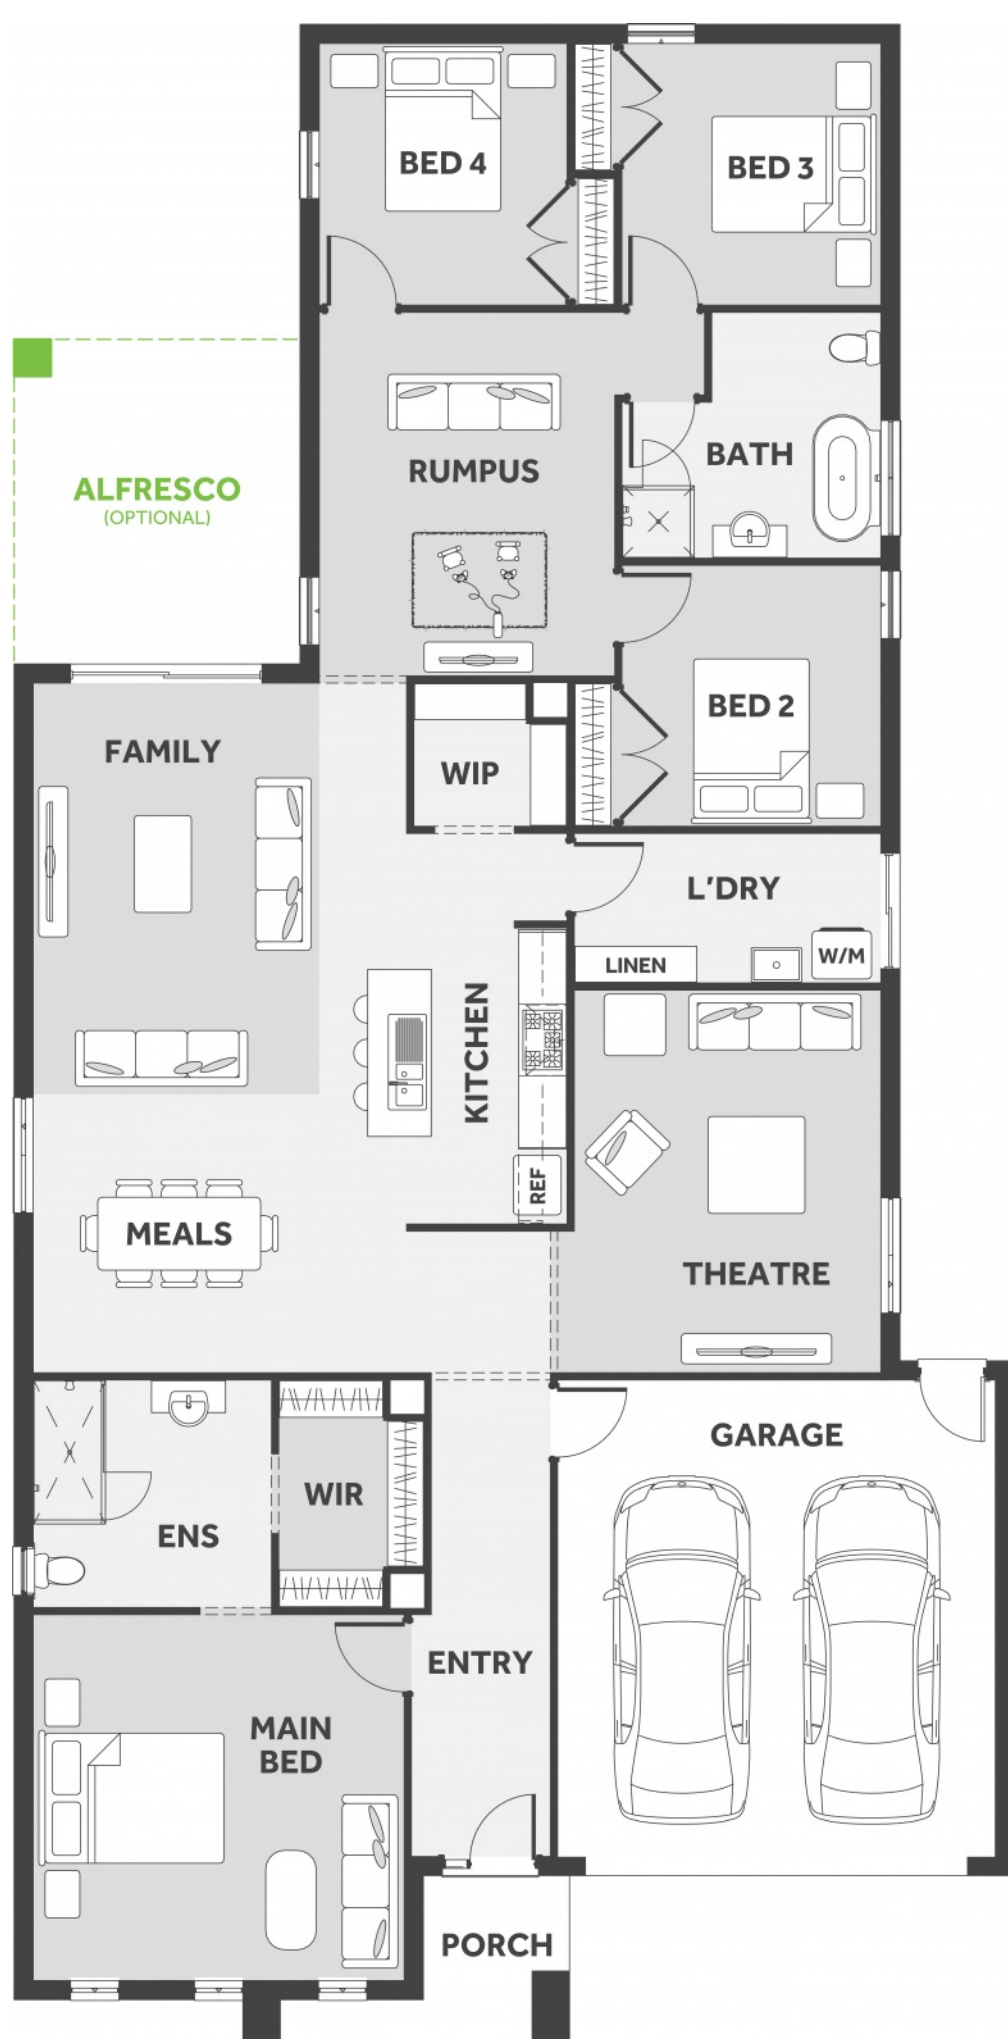 BED 4
BED 3
ALFRESCO
(OPTIONAL)
RUMPUS
BATH
FAMILY
WIP
BED 2
L'DRY
LINEN
W/M
KITCHEN
REF
MEALS
THEATRE
GARAGE
WIR
ENS
ENTRY
MAIN
BED
PORCH